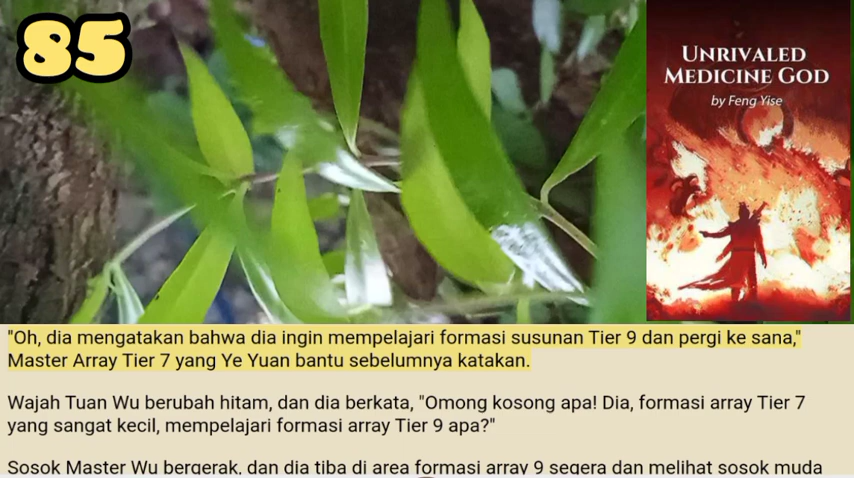 85
UNRIVALED
MEDICINE GOD
by Feng Yise
"Oh, dia mengatakan bahwa dia ingin mempelajari formasi susunan Tier 9 dan pergi ke sana,"
Master Array Tier 7 yang Ye Yuan bantu sebelumnya katakan.
Wajah Tuan Wu berubah hitam, dan dia berkata, "Omong kosong apa! Dia, formasi array Tier 7
yang sangat kecil, mempelajari formasi array Tier 9 apa?"
Sosok Master Wu bergerak, dan dia tiba di area formasi array 9 segera dan melihat sosok muda